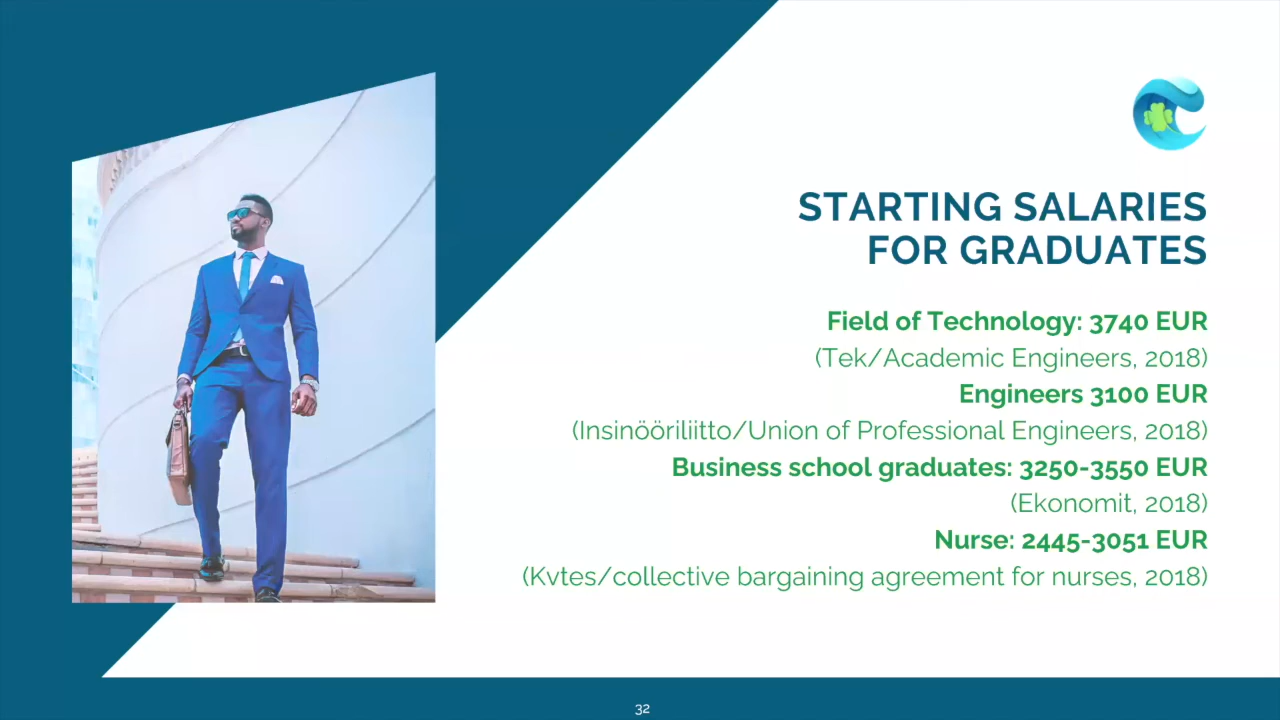 STARTING SALARIES
FOR GRADUATES
Field of Technology: 3740 EUR
(Tek/Academic Engineers, 2018)
Engineers 3100 EUR
(Insinööriliitto/Union of Professional Engineers, 2018)
Business school graduates: 3250-3550 EUR
(Ekonomit, 2018)
Nurse: 2445-3051 EUR
(Kvtes/collective bargaining agreement for nurses, 2018)
32